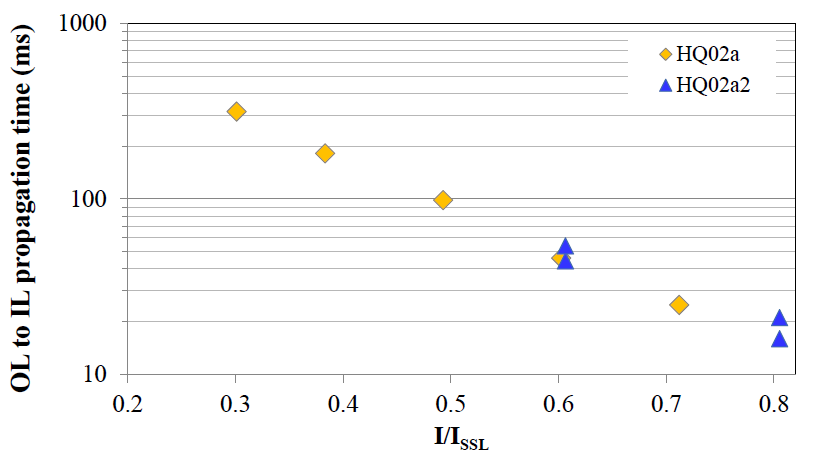 OL to IL propagation time (ms)
1000
100
10
HQ02a
HQ02a2
0.2 0.3 0.4 0.5 0.6 0.7 0.8
I/I_SSL